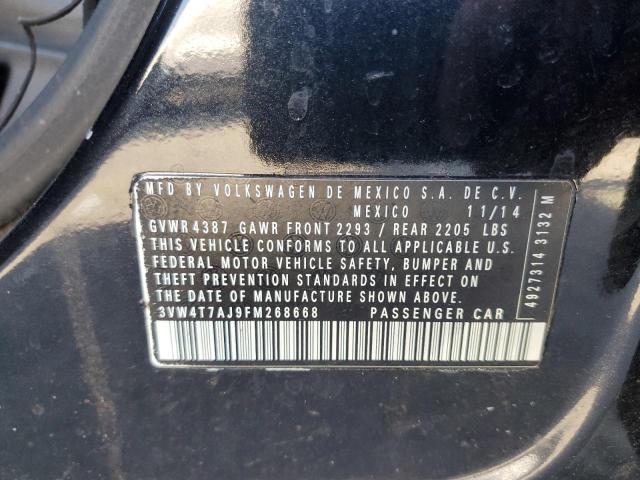 MFD BY VOLKSWAGEN DE MEXICO S.A. DE C.V.
MEXICO 11/14
GVWR 4387 GAWR FRONT 2293 / REAR 2205 LBS
THIS VEHICLE CONFORMS TO ALL APPLICABLE U.S.
FEDERAL MOTOR VEHICLE SAFETY, BUMPER AND
THEFT PREVENTION STANDARDS IN EFFECT ON
THE DATE OF MANUFACTURE SHOWN ABOVE.
3VW4T7AJ9FM268668 PASSENGER CAR
4927314 3132 M